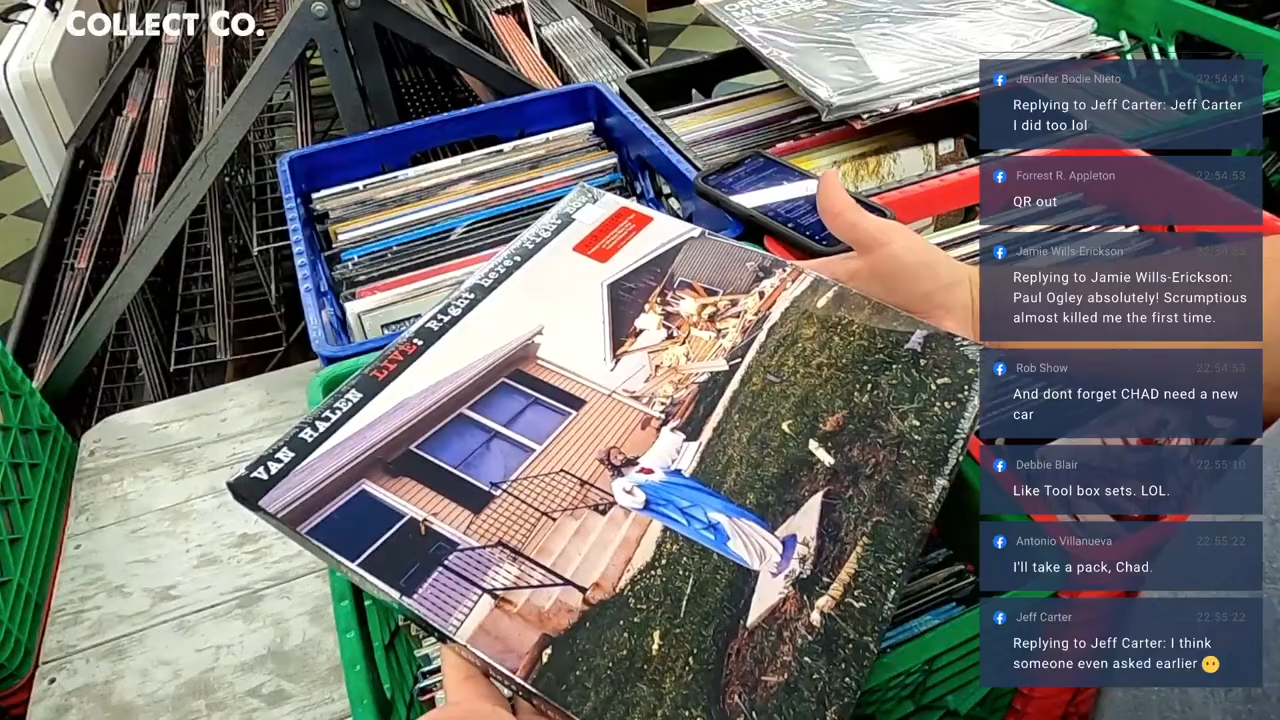 COLLECT CO.
VAN HALEN LIVE: Right here, right now
Jennifer Bodie Nieto 22:54:41
Replying to Jeff Carter: Jeff Carter
I did too lol
Forrest R. Appleton 22:54:53
QR out
Jamie Wills-Erickson
Replying to Jamie Wills-Erickson:
Paul Ogley absolutely! Scrumptious
almost killed me the first time.
Rob Show 22:54:53
And dont forget CHAD need a new
car
Debbie Blair 22:55:10
Like Tool box sets. LOL.
Antonio Villanueva 22:55:22
I'll take a pack, Chad.
Jeff Carter 22:55:22
Replying to Jeff Carter: I think
someone even asked earlier 😶